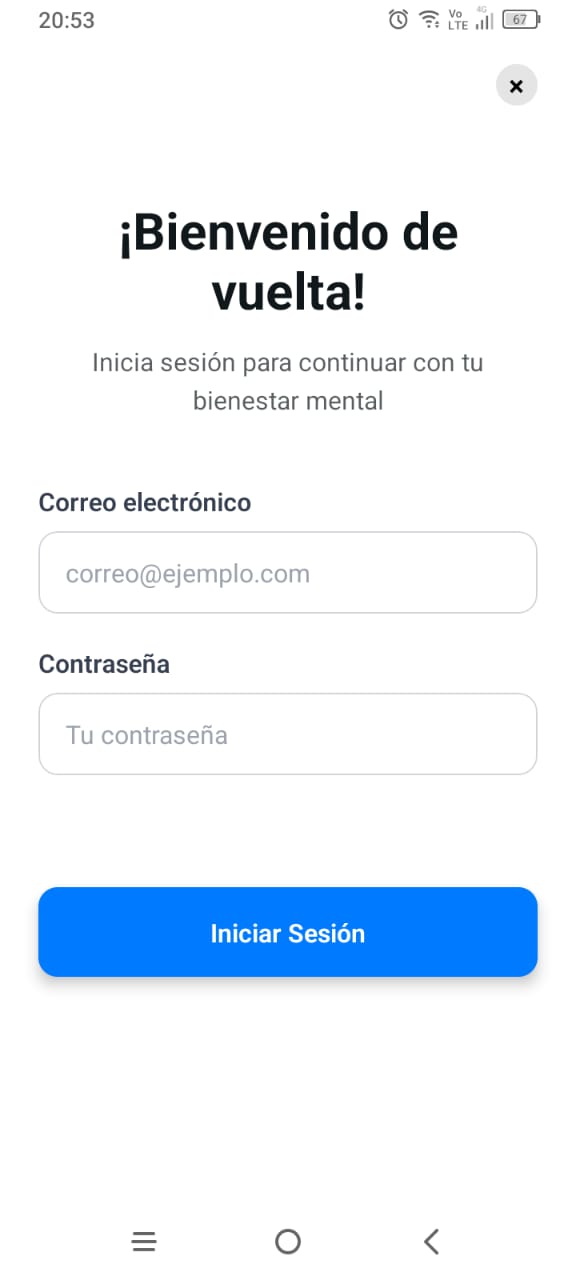 20:53
Vo
LTE
4G
67
¡Bienvenido de
vuelta!
Inicia sesión para continuar con tu
bienestar mental
Correo electrónico
correo@ejemplo.com
Contraseña
Tu contraseña
Iniciar Sesión